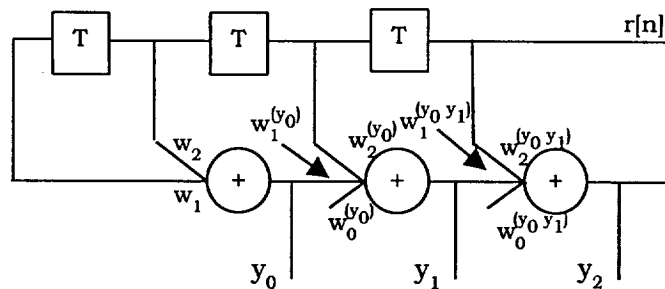 T
T
T
r[n]
w₂
w₁
w₁^(y₀)
w₂^(y₀)
w₀^(y₀)
w₁^(y₀ y₁)
w₂^(y₀ y₁)
w₀^(y₀ y₁)
+
+
+
y₀
y₁
y₂